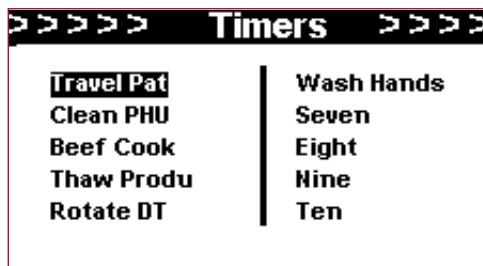 >>>>> Timers >>>>
Travel Pat
Clean PHU
Beef Cook
Thaw Produ
Rotate DT
Wash Hands
Seven
Eight
Nine
Ten